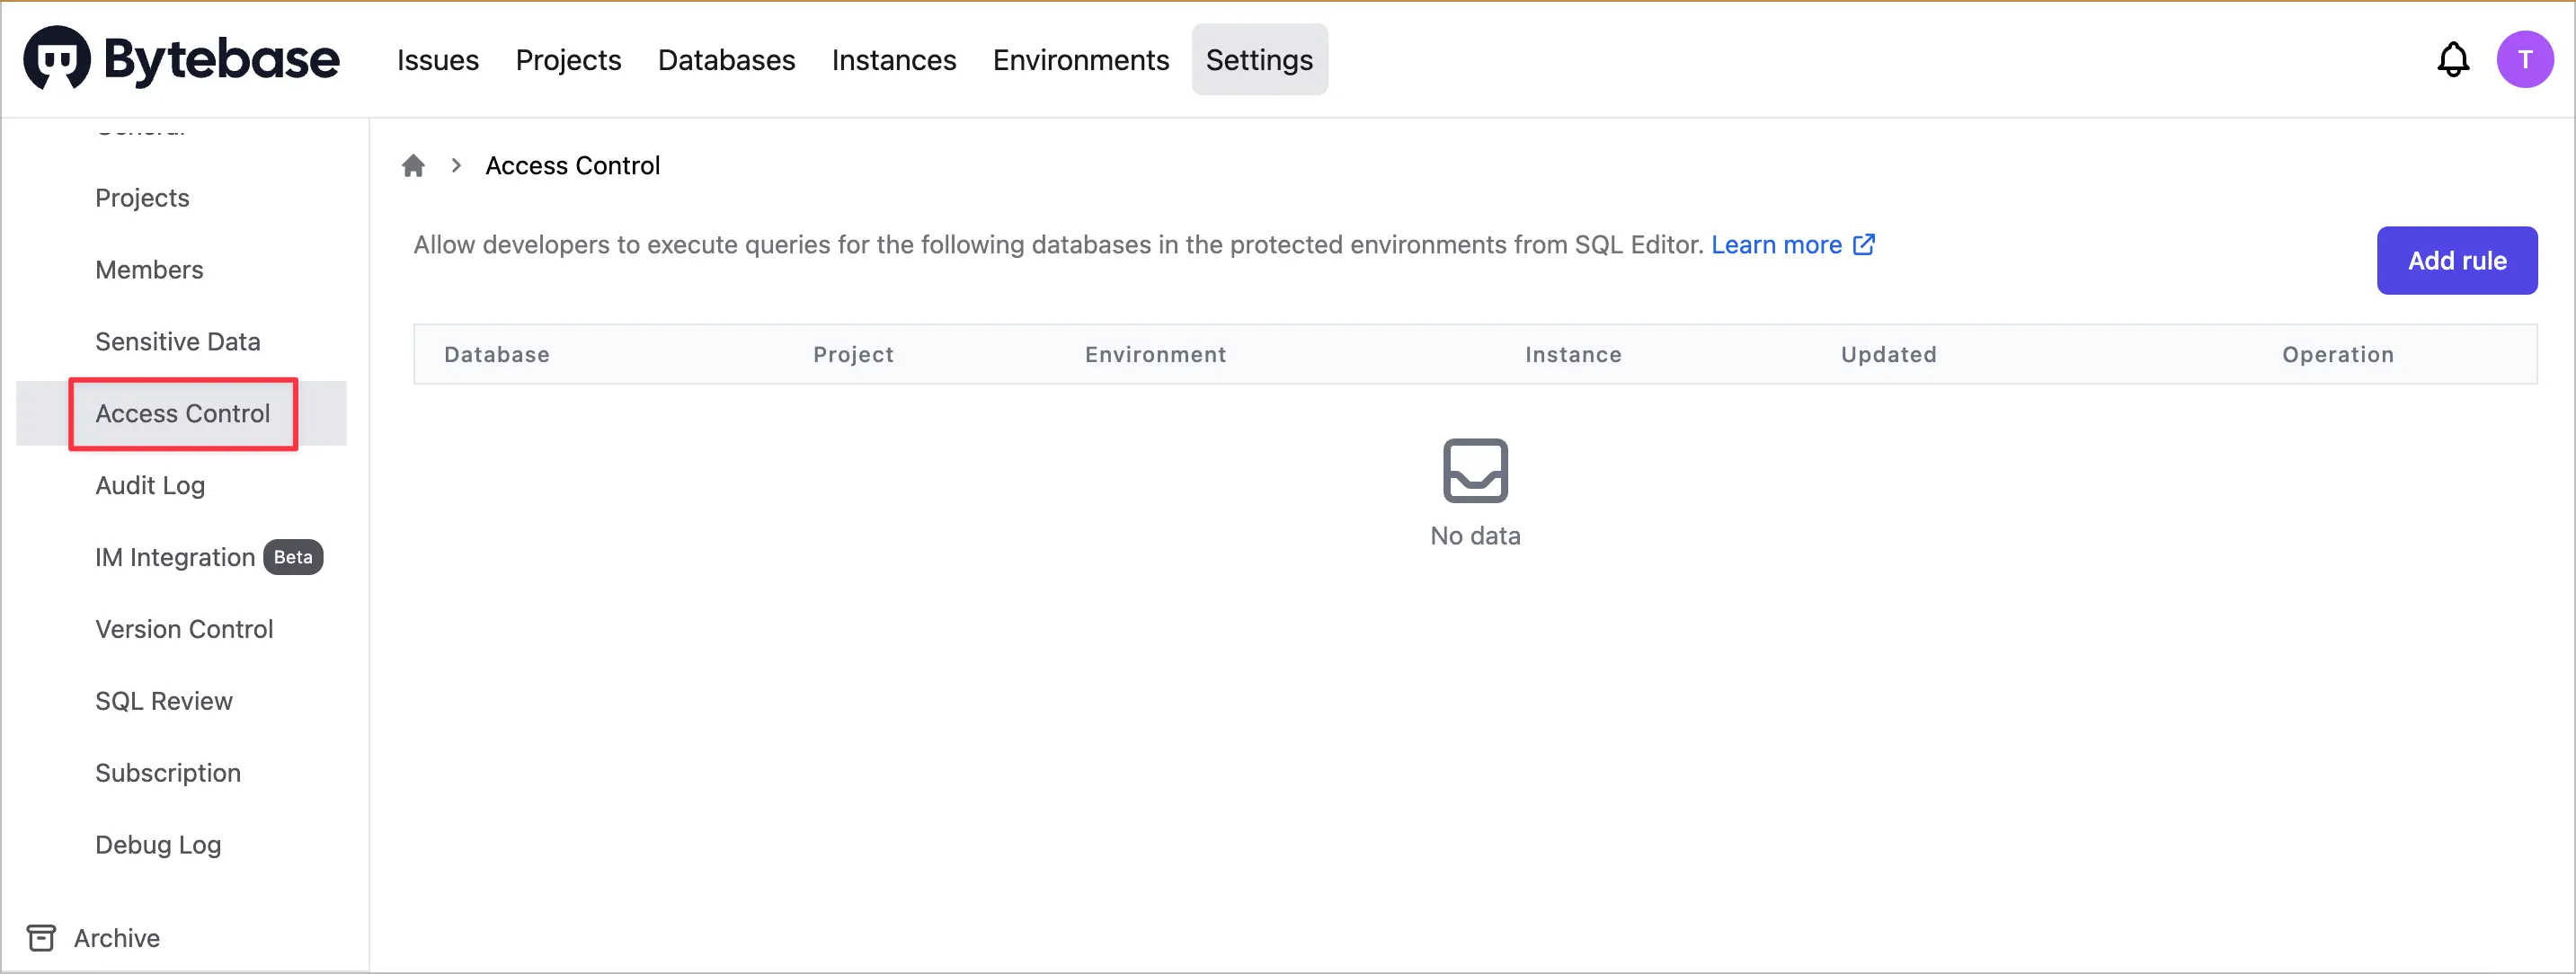 Bytebase Issues Projects Databases Instances Environments Settings T
General
Projects
Members
Sensitive Data
Access Control
Audit Log
IM Integration Beta
Version Control
SQL Review
Subscription
Debug Log
Archive
Access Control
Allow developers to execute queries for the following databases in the protected environments from SQL Editor. Learn more
Add rule
Database Project Environment Instance Updated Operation
No data